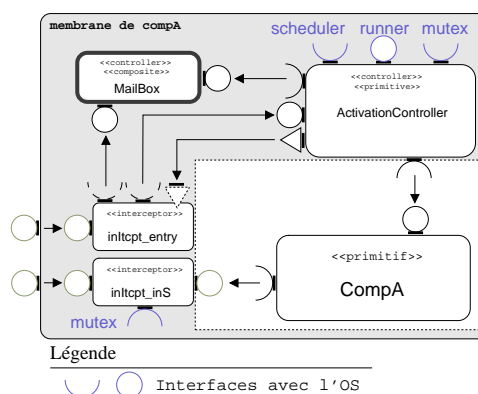 membrane de compA
scheduler runner mutex
<<controller>>
<<composite>>
MailBox
<<controller>>
<<primitive>>
ActivationController
<<interceptor>>
inItcpt_entry
<<interceptor>>
inItcpt_inS
mutex
<<primitif>>
CompA
Légende
Interfaces avec l'OS